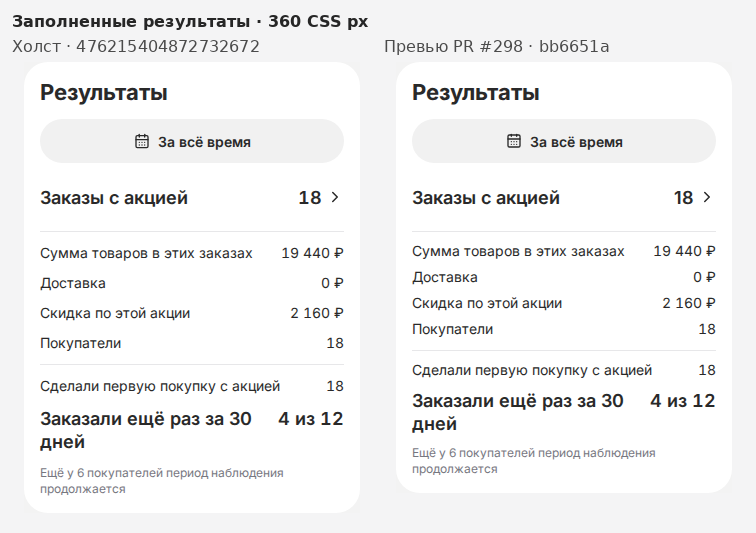 Заполненные результаты · 360 CSS px
Холст · 476215404872732672
Превью PR #298 · bb6651a
Результаты
За всё время
Заказы с акцией 18
Сумма товаров в этих заказах 19 440 ₽
Доставка 0 ₽
Скидка по этой акции 2 160 ₽
Покупатели 18
Сделали первую покупку с акцией 18
Заказали ещё раз за 30 4 из 12
дней
Ещё у 6 покупателей период наблюдения
продолжается
Результаты
За всё время
Заказы с акцией 18
Сумма товаров в этих заказах 19 440 ₽
Доставка 0 ₽
Скидка по этой акции 2 160 ₽
Покупатели 18
Сделали первую покупку с акцией 18
Заказали ещё раз за 30 4 из 12
дней
Ещё у 6 покупателей период наблюдения
продолжается